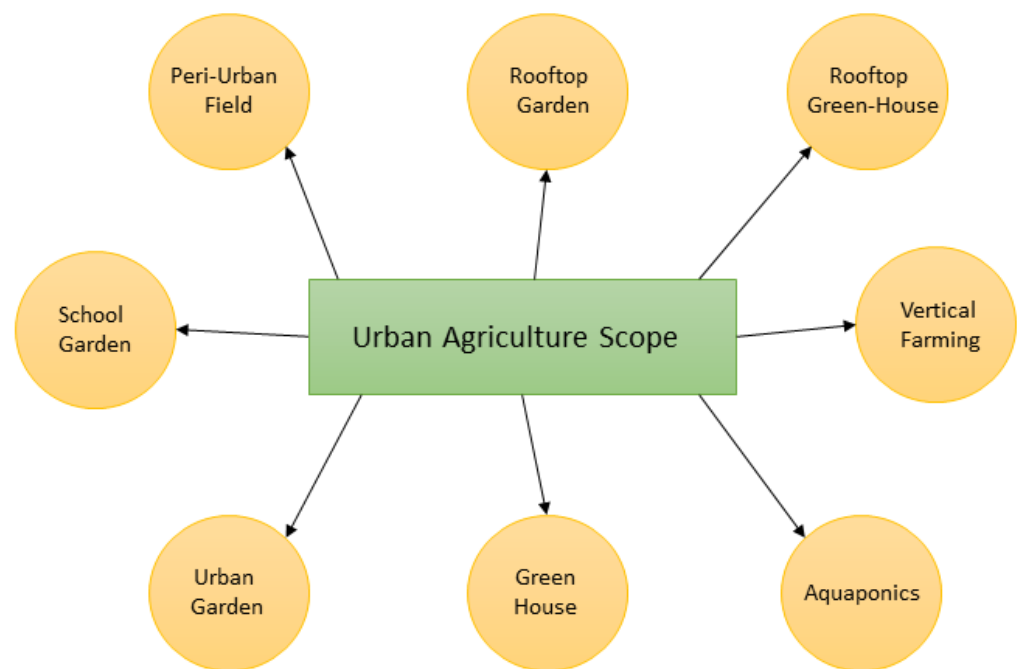 Peri-Urban
Field
Rooftop
Garden
Rooftop
Green-House
School
Garden
Urban Agriculture Scope
Vertical
Farming
Urban
Garden
Green
House
Aquaponics